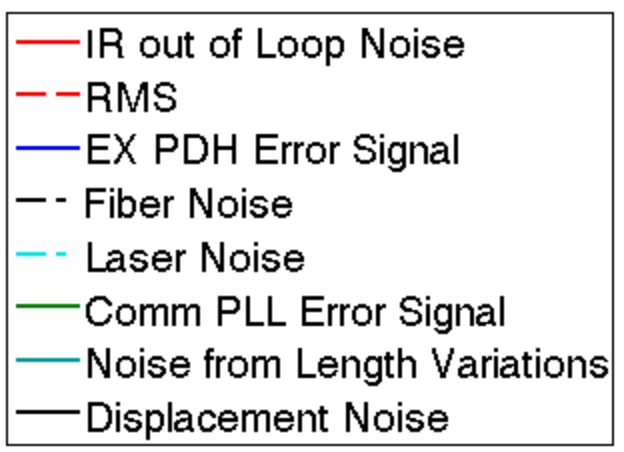 IR out of Loop Noise
RMS
EX PDH Error Signal
Fiber Noise
Laser Noise
Comm PLL Error Signal
Noise from Length Variations
Displacement Noise